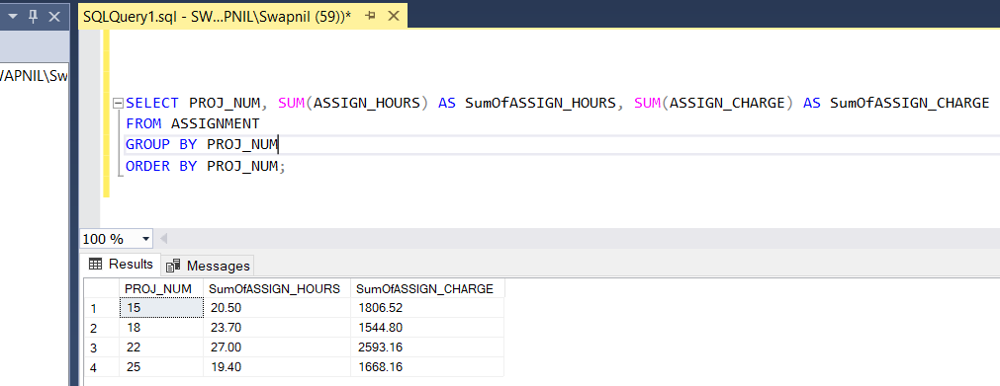 SQLQuery1.sql - SW...PNIL\Swapnil (59))*
VAPNIL\Sw
SELECT PROJ_NUM, SUM(ASSIGN_HOURS) AS SumOfASSIGN_HOURS, SUM(ASSIGN_CHARGE) AS SumOfASSIGN_CHARGE
FROM ASSIGNMENT
GROUP BY PROJ_NUM
ORDER BY PROJ_NUM;
100 %
Results Messages
PROJ_NUM SumOfASSIGN_HOURS SumOfASSIGN_CHARGE
1 15 20.50 1806.52
2 18 23.70 1544.80
3 22 27.00 2593.16
4 25 19.40 1668.16